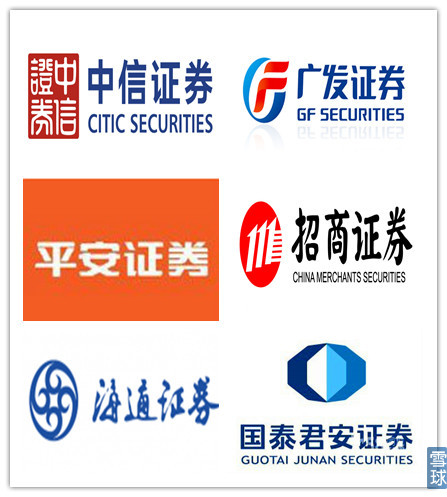 證中
券信
中信证券
CITIC SECURITIES
广发证券
GF SECURITIES
平安证券
招商证券
CHINA MERCHANTS SECURITIES
海通证券
国泰君安证券
GUOTAI JUNAN SECURITIES
雪球